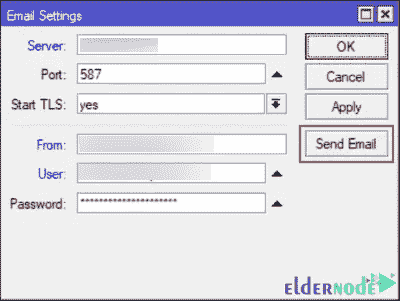 Email Settings
Server:
OK
Port: 587
Cancel
Start TLS: yes
Apply
From:
Send Email
User:
Password: *********************
ELDERNODE